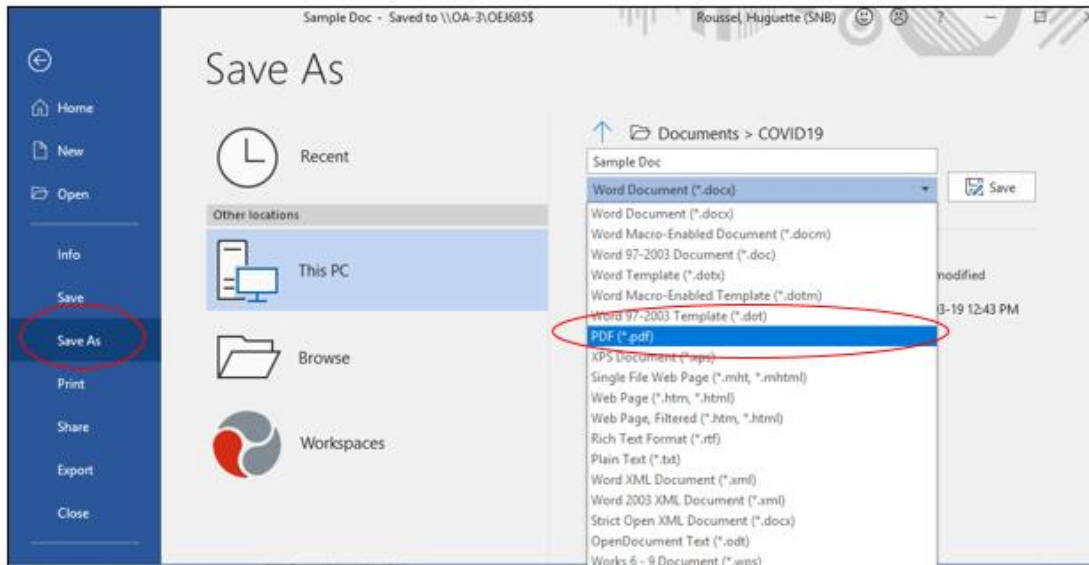 Sample Doc - Saved to \\OA-3\OEJ685$
Roussel, Huguette (SNB)
?
Save As
Home
New
Open
Info
Save
Save As
Print
Share
Export
Close
Recent
Other locations
This PC
Browse
Workspaces
Documents > COVID19
Sample Doc
Word Document (*.docx)
Save
Word Document (*.docx)
Word Macro-Enabled Document (*.docm)
Word 97-2003 Document (*.doc)
Word Template (*.dotx)
Word Macro-Enabled Template (*.dotm)
Word 97-2003 Template (*.dot)
PDF (*.pdf)
XPS Document (*.xps)
Single File Web Page (*.mht, *.mhtml)
Web Page (*.htm, *.html)
Web Page, Filtered (*.htm, *.html)
Rich Text Format (*.rtf)
Plain Text (*.txt)
Word XML Document (*.xml)
Word 2003 XML Document (*.xml)
Strict Open XML Document (*.docx)
OpenDocument Text (*.odt)
Works 6 - 9 Document (*.wps)
modified
3-19 12:43 PM